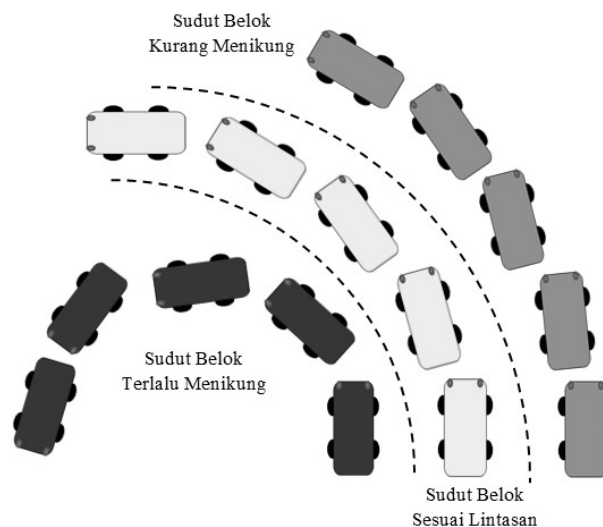 Sudut Belok
Kurang Menikung
Sudut Belok
Terlalu Menikung
Sudut Belok
Sesuai Lintasan